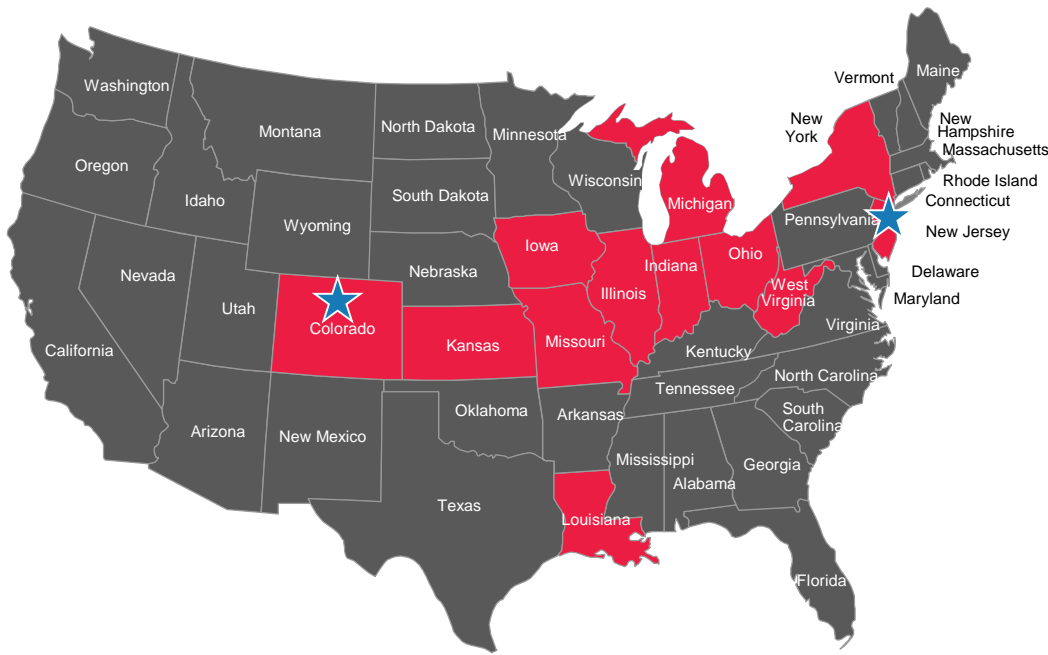 Washington
Oregon
California
Nevada
Idaho
Montana
Wyoming
Utah
Arizona
Colorado
New Mexico
North Dakota
South Dakota
Nebraska
Kansas
Oklahoma
Texas
Minnesota
Iowa
Missouri
Arkansas
Louisiana
Wisconsin
Illinois
Michigan
Indiana
Ohio
Kentucky
Tennessee
Mississippi
Alabama
Georgia
Florida
South
Carolina
North Carolina
Virginia
West
Virginia
Pennsylvania
New
York
Vermont
Maine
New
Hampshire
Massachusetts
Rhode Island
Connecticut
New Jersey
Delaware
Maryland